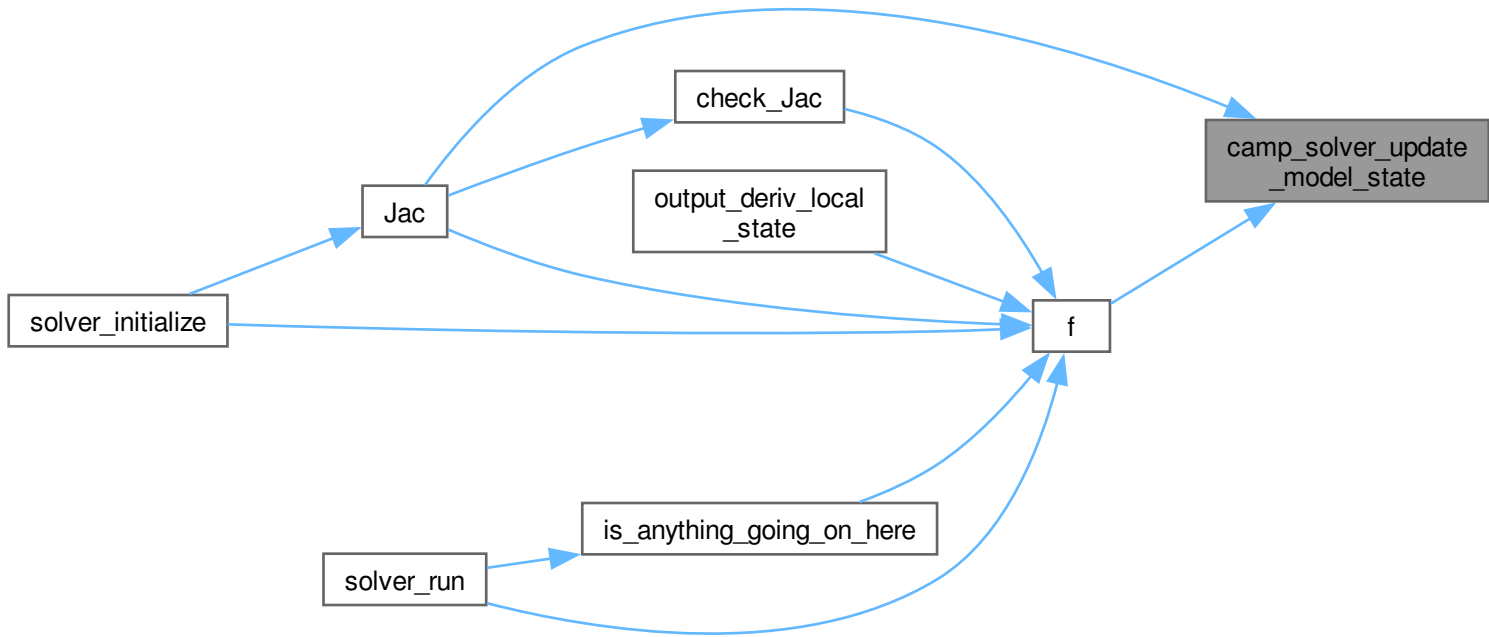 check_Jac
camp_solver_update
_model_state
Jac
output_deriv_local
_state
solver_initialize
f
is_anything_going_on_here
solver_run